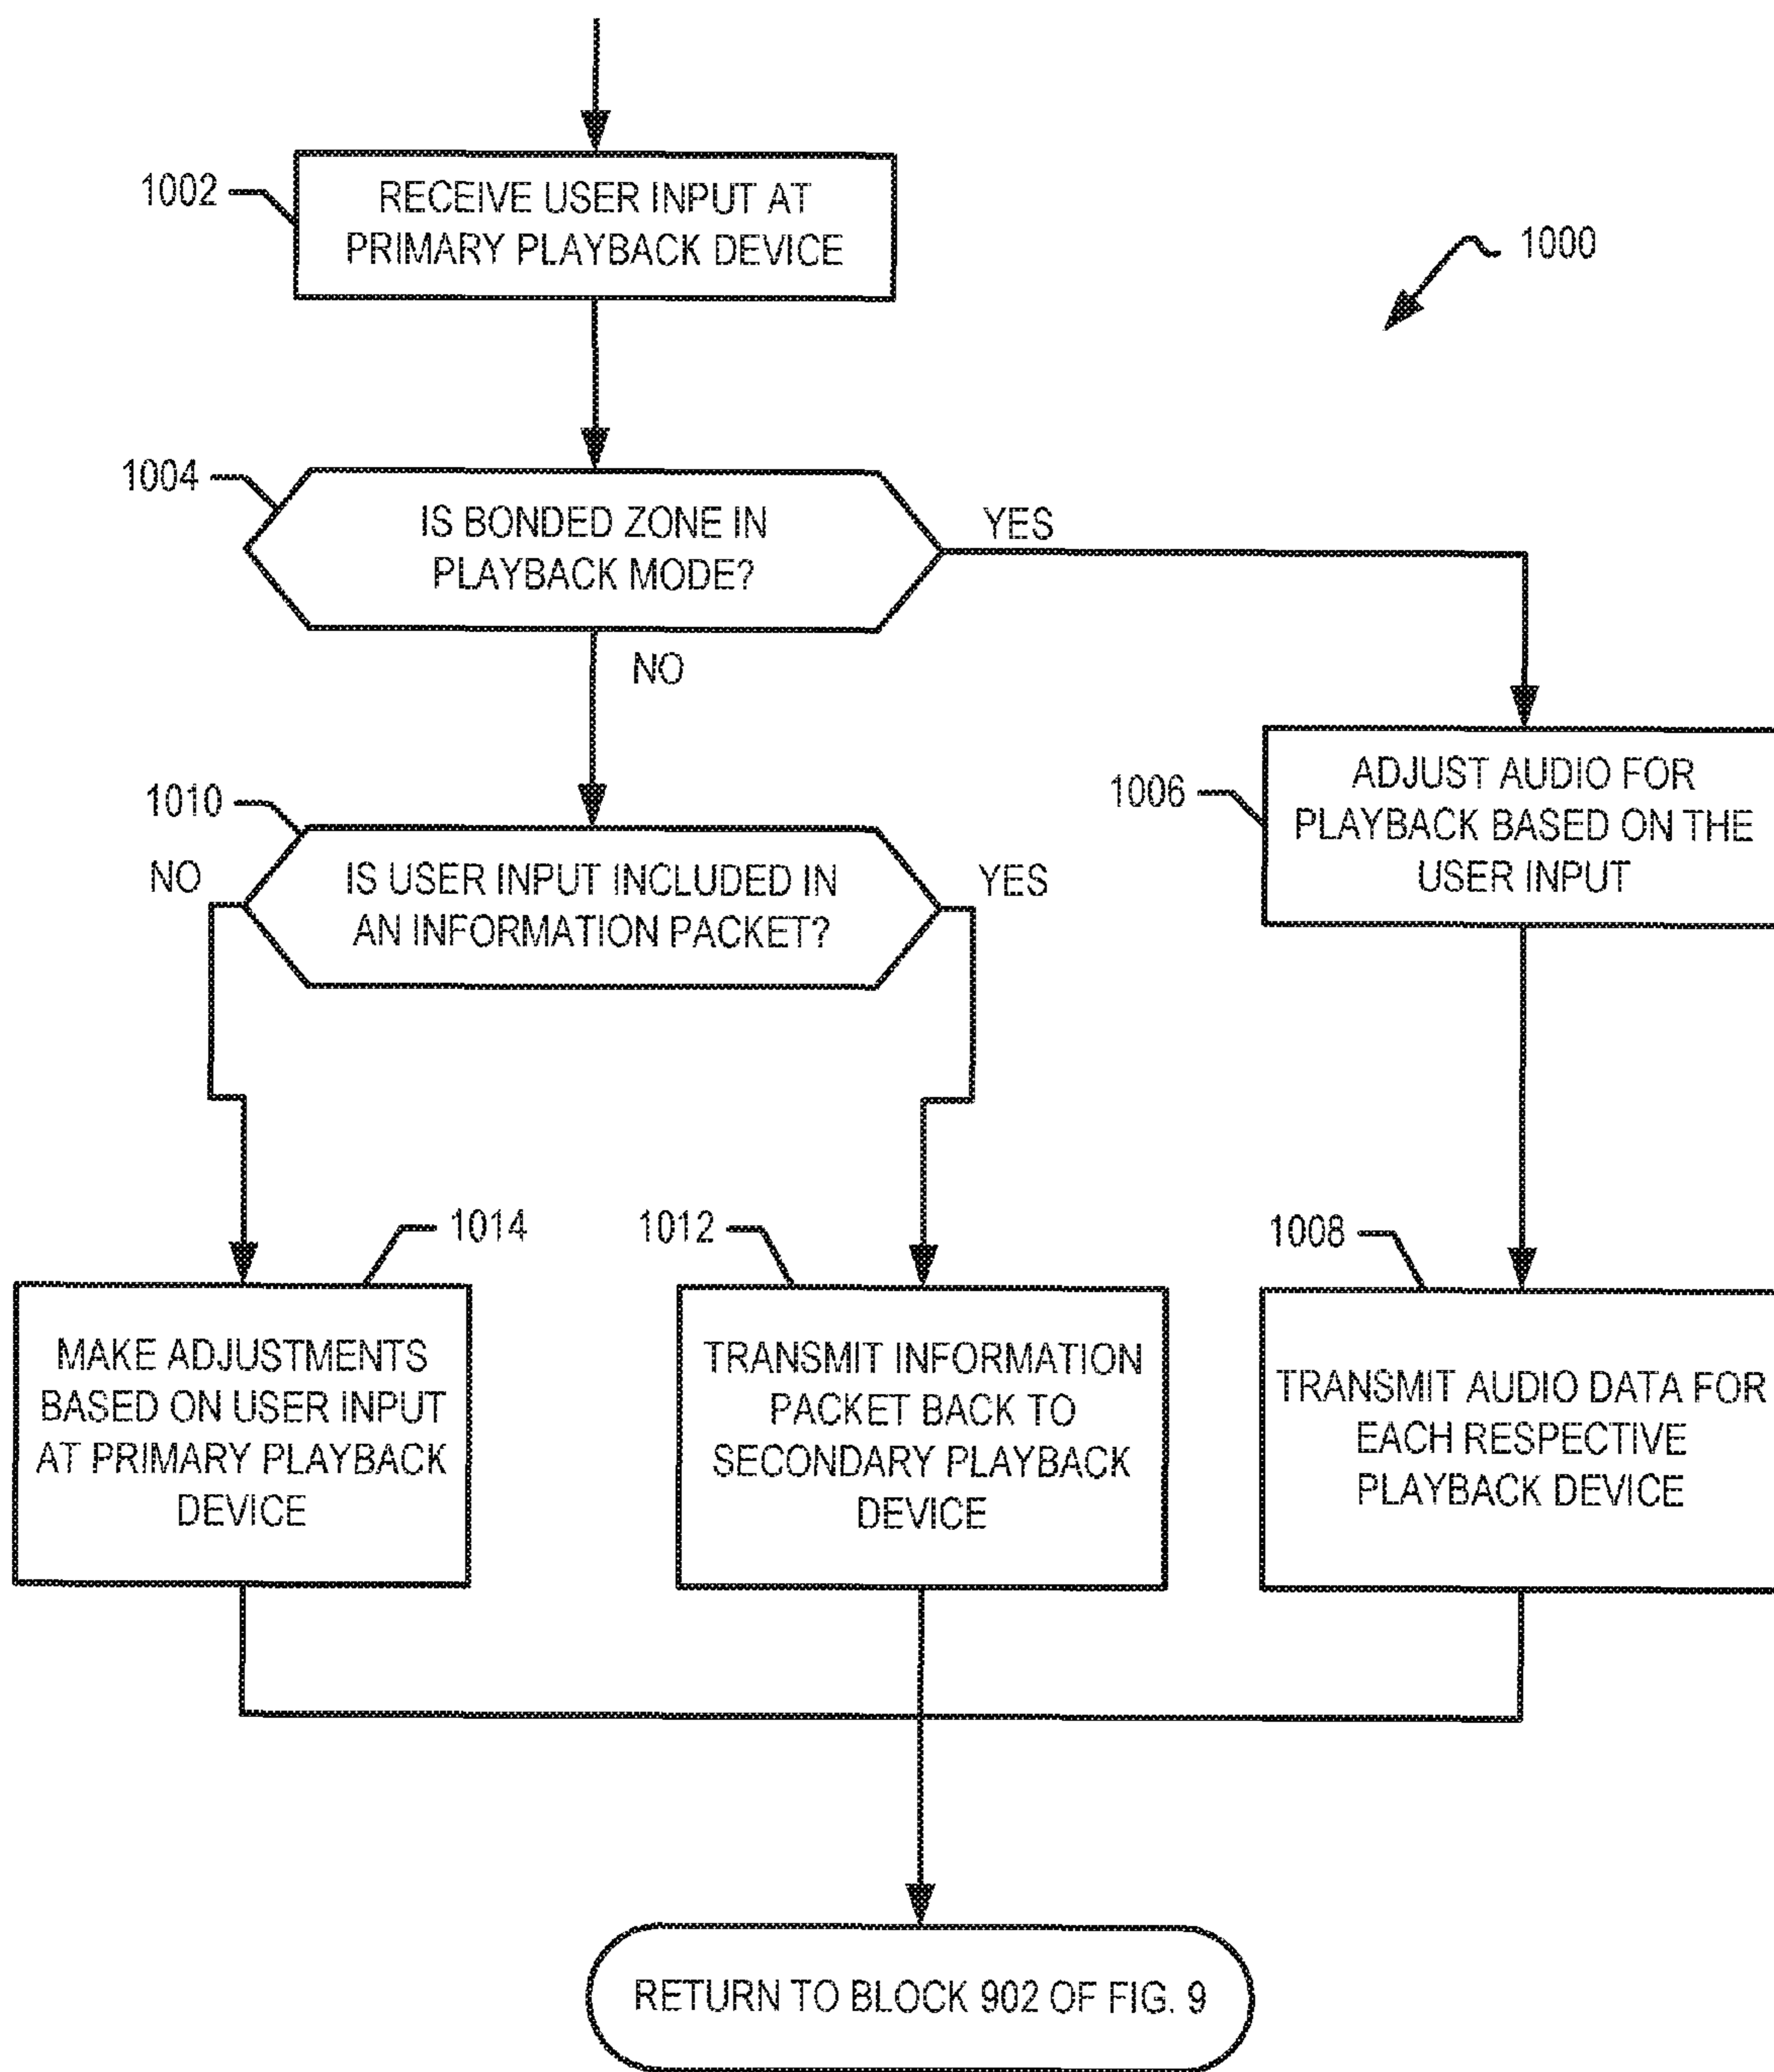 1002
RECEIVE USER INPUT AT
PRIMARY PLAYBACK DEVICE
1000
1004
IS BONDED ZONE IN
PLAYBACK MODE?
YES
NO
1010
NO
IS USER INPUT INCLUDED IN
AN INFORMATION PACKET?
YES
1006
ADJUST AUDIO FOR
PLAYBACK BASED ON THE
USER INPUT
1014
MAKE ADJUSTMENTS
BASED ON USER INPUT
AT PRIMARY PLAYBACK
DEVICE
1012
TRANSMIT INFORMATION
PACKET BACK TO
SECONDARY PLAYBACK
DEVICE
1008
TRANSMIT AUDIO DATA FOR
EACH RESPECTIVE
PLAYBACK DEVICE
RETURN TO BLOCK 902 OF FIG. 9